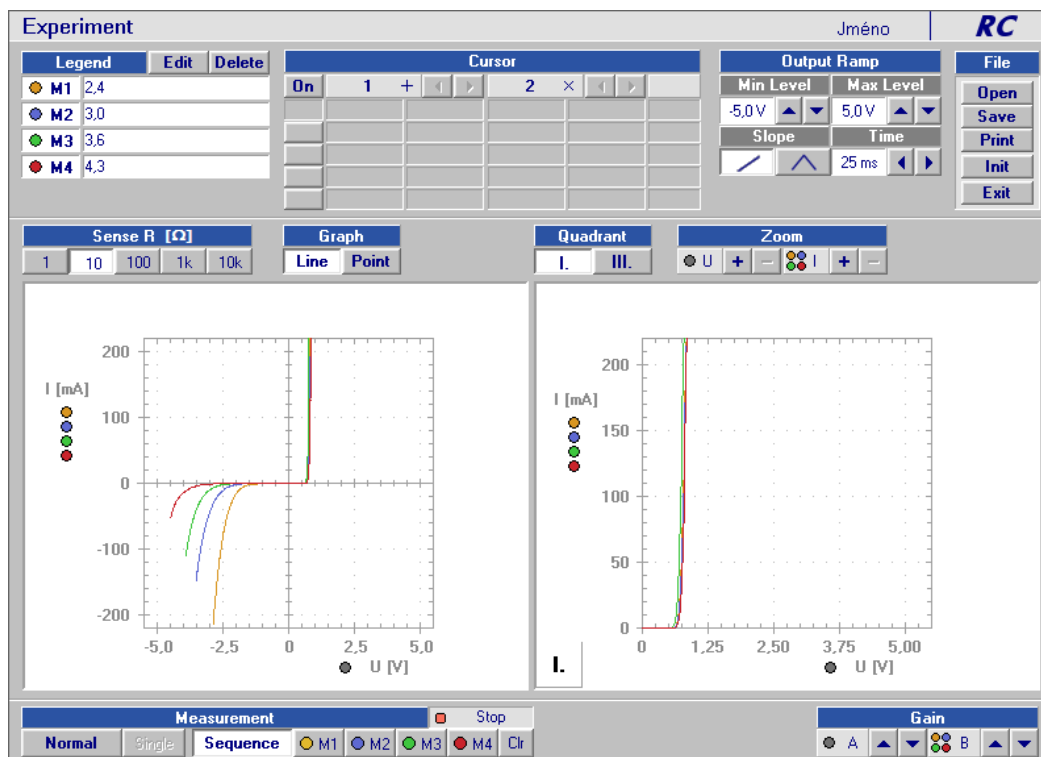 Experiment Jméno RC
Legend Edit Delete
M1 2,4
M2 3,0
M3 3,6
M4 4,3
Cursor
On 1 + 2 ×
Output Ramp
Min Level Max Level
-5,0 V 5,0 V
Slope Time
25 ms
File
Open
Save
Print
Init
Exit
Sense R [Ω]
1 10 100 1k 10k
Graph
Line Point
Quadrant
I. III.
Zoom
U + − I + −
200
I [mA]
100
0
-100
-200
-5,0 -2,5 0 2,5 5,0
U [V]
200
I [mA]
150
100
50
0
0 1,25 2,50 3,75 5,00
I. U [V]
Measurement Stop
Normal Single Sequence M1 M2 M3 M4 Clr
Gain
A B